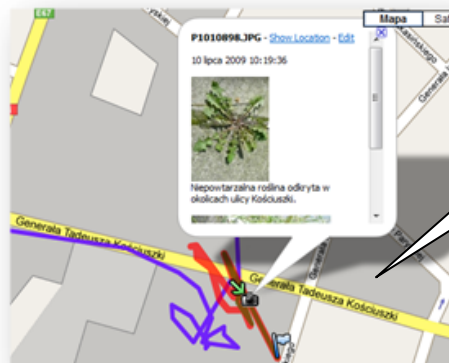 E67
Mapa
Sat
P1010898.JPG - Show Location - Edit
10 lipca 2009 10:19:36
Niepowtarzalna roślina odkryta w
okolicach ulicy Kościuszki.
Generała Tadeusza Kościuszki
Generała Tadeusza Kościuszki
Generała